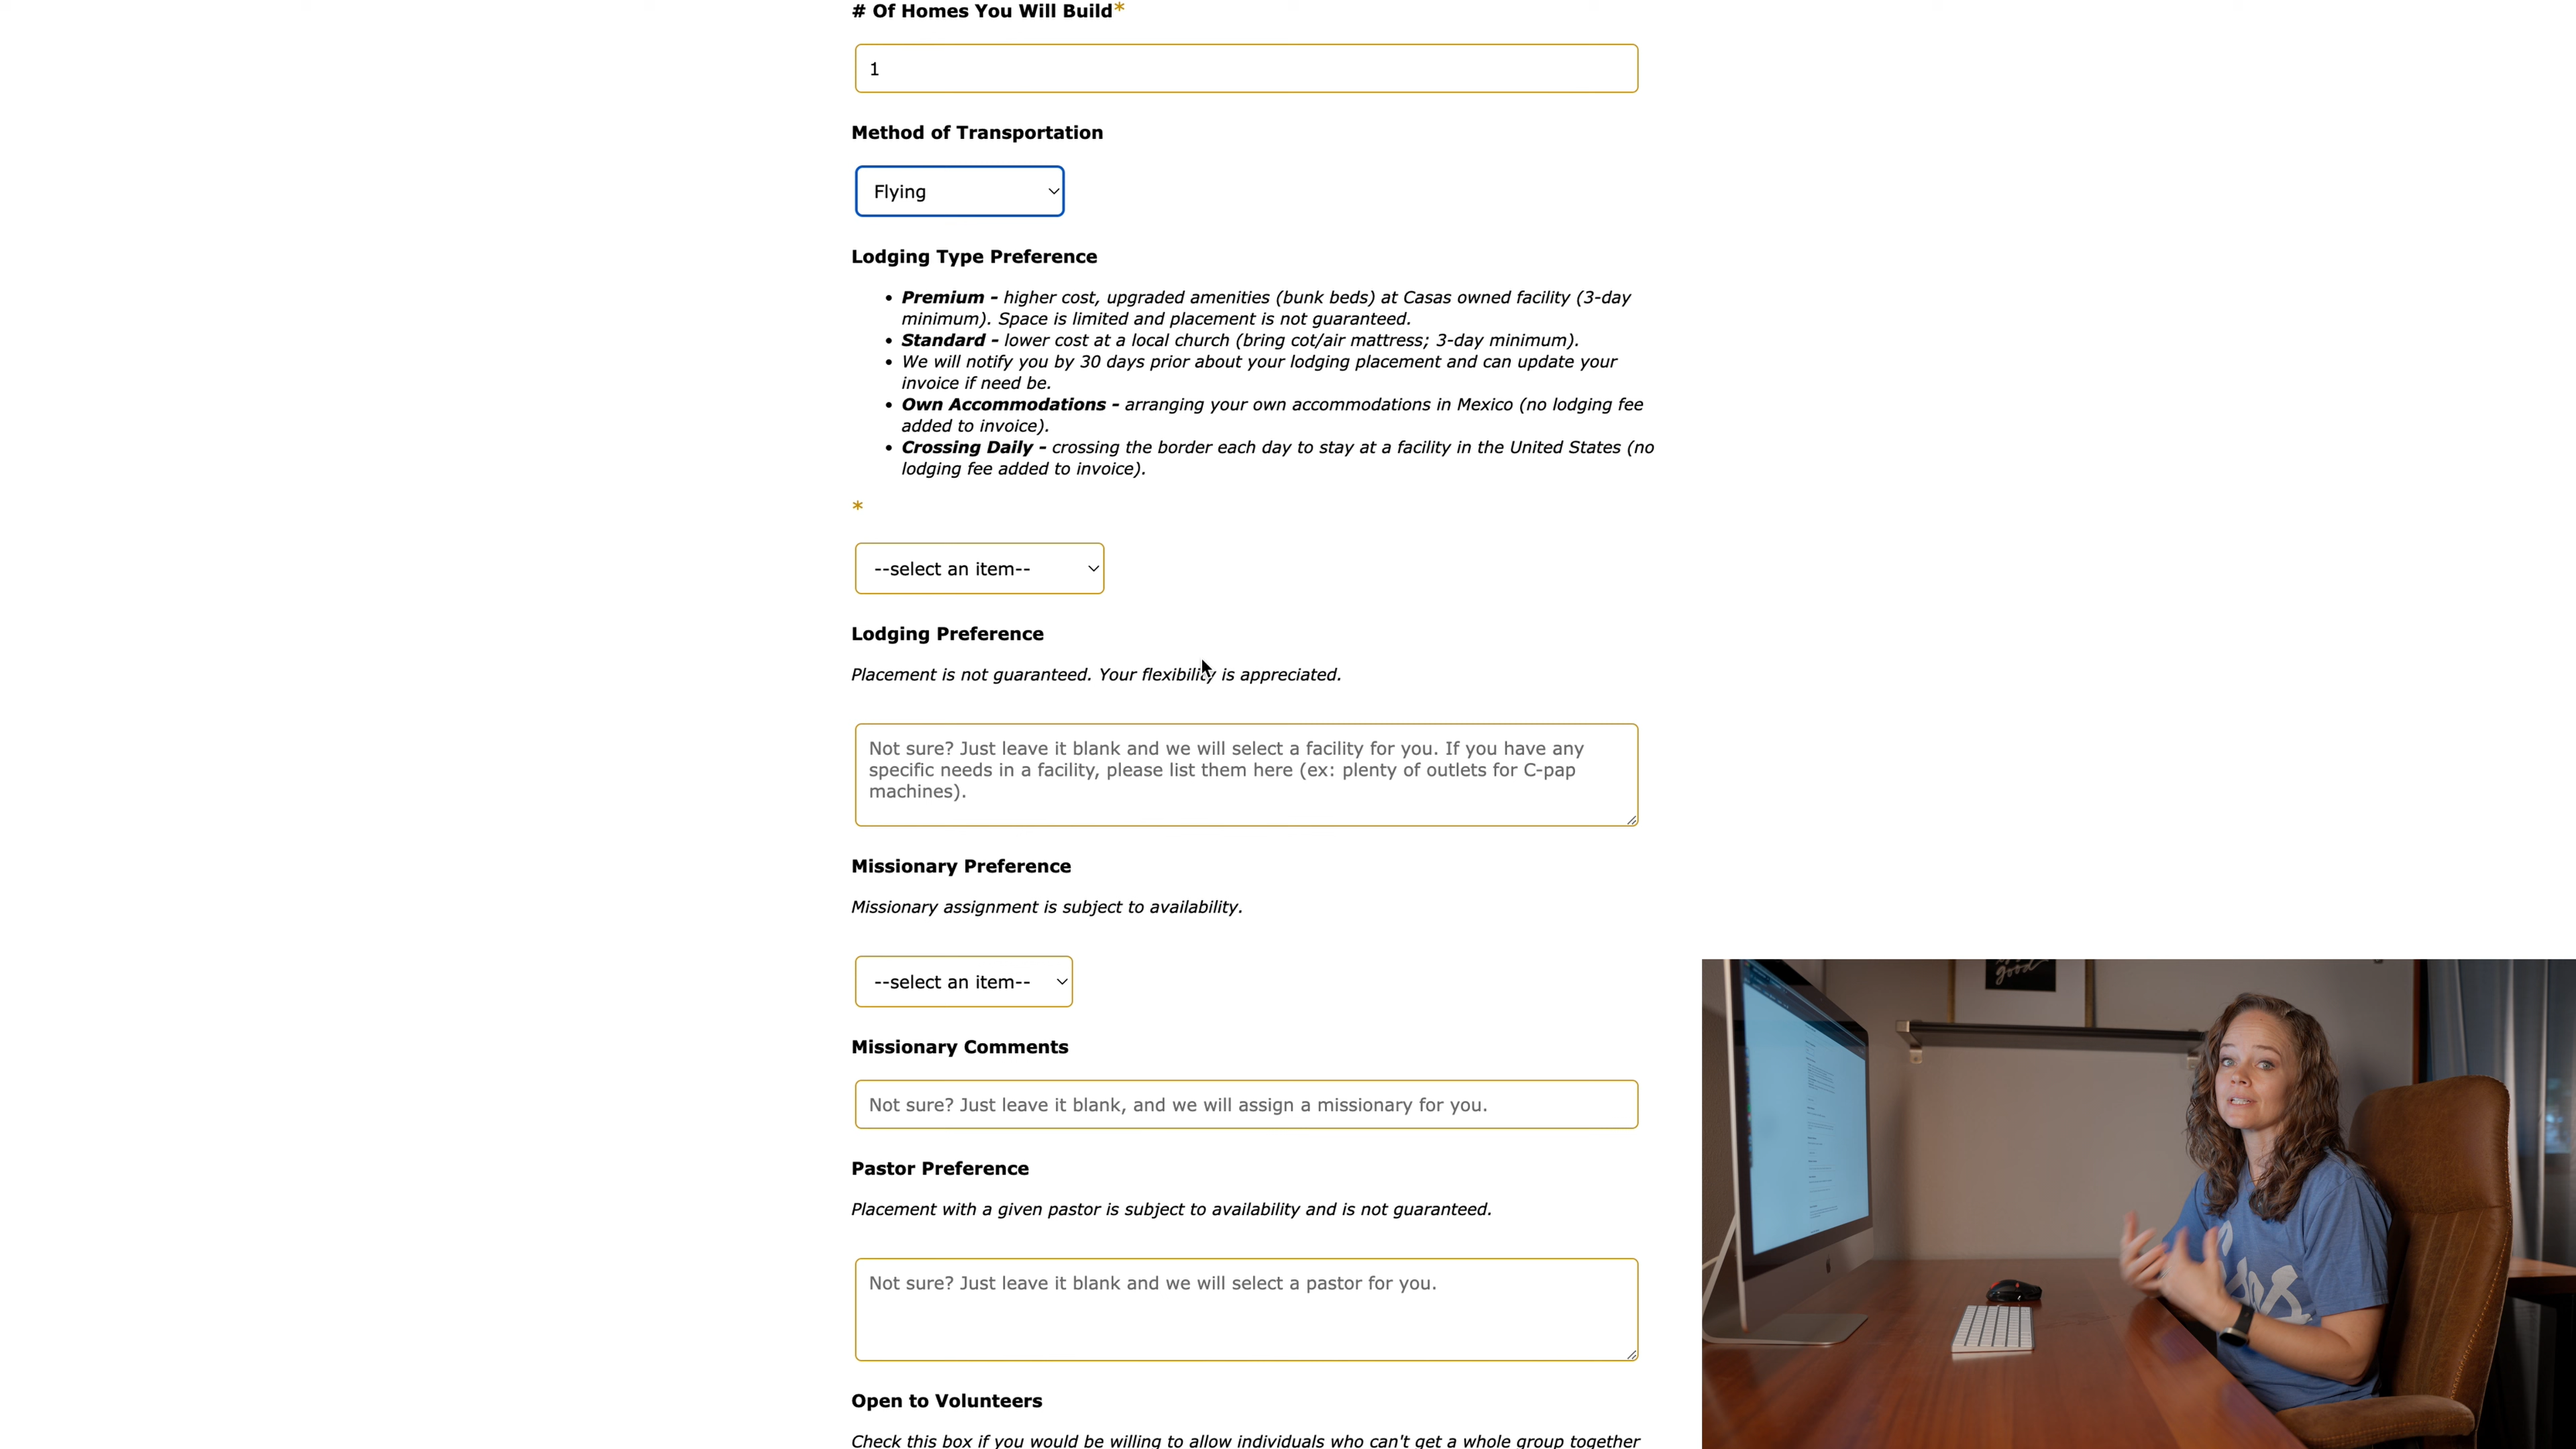 # Of Homes You Will Build*
1
Method of Transportation
Flying
Lodging Type Preference
• Premium - higher cost, upgraded amenities (bunk beds) at Casas owned facility (3-day
minimum). Space is limited and placement is not guaranteed.
• Standard - lower cost at a local church (bring cot/air mattress; 3-day minimum).
• We will notify you by 30 days prior about your lodging placement and can update your
invoice if need be.
• Own Accommodations - arranging your own accommodations in Mexico (no lodging fee
added to invoice).
• Crossing Daily - crossing the border each day to stay at a facility in the United States (no
lodging fee added to invoice).
*
--select an item--
Lodging Preference
Placement is not guaranteed. Your flexibility is appreciated.
Not sure? Just leave it blank and we will select a facility for you. If you have any
specific needs in a facility, please list them here (ex: plenty of outlets for C-pap
machines).
Missionary Preference
Missionary assignment is subject to availability.
--select an item--
Missionary Comments
Not sure? Just leave it blank, and we will assign a missionary for you.
Pastor Preference
Placement with a given pastor is subject to availability and is not guaranteed.
Not sure? Just leave it blank and we will select a pastor for you.
Open to Volunteers
Check this box if you would be willing to allow individuals who can't get a whole group together
good